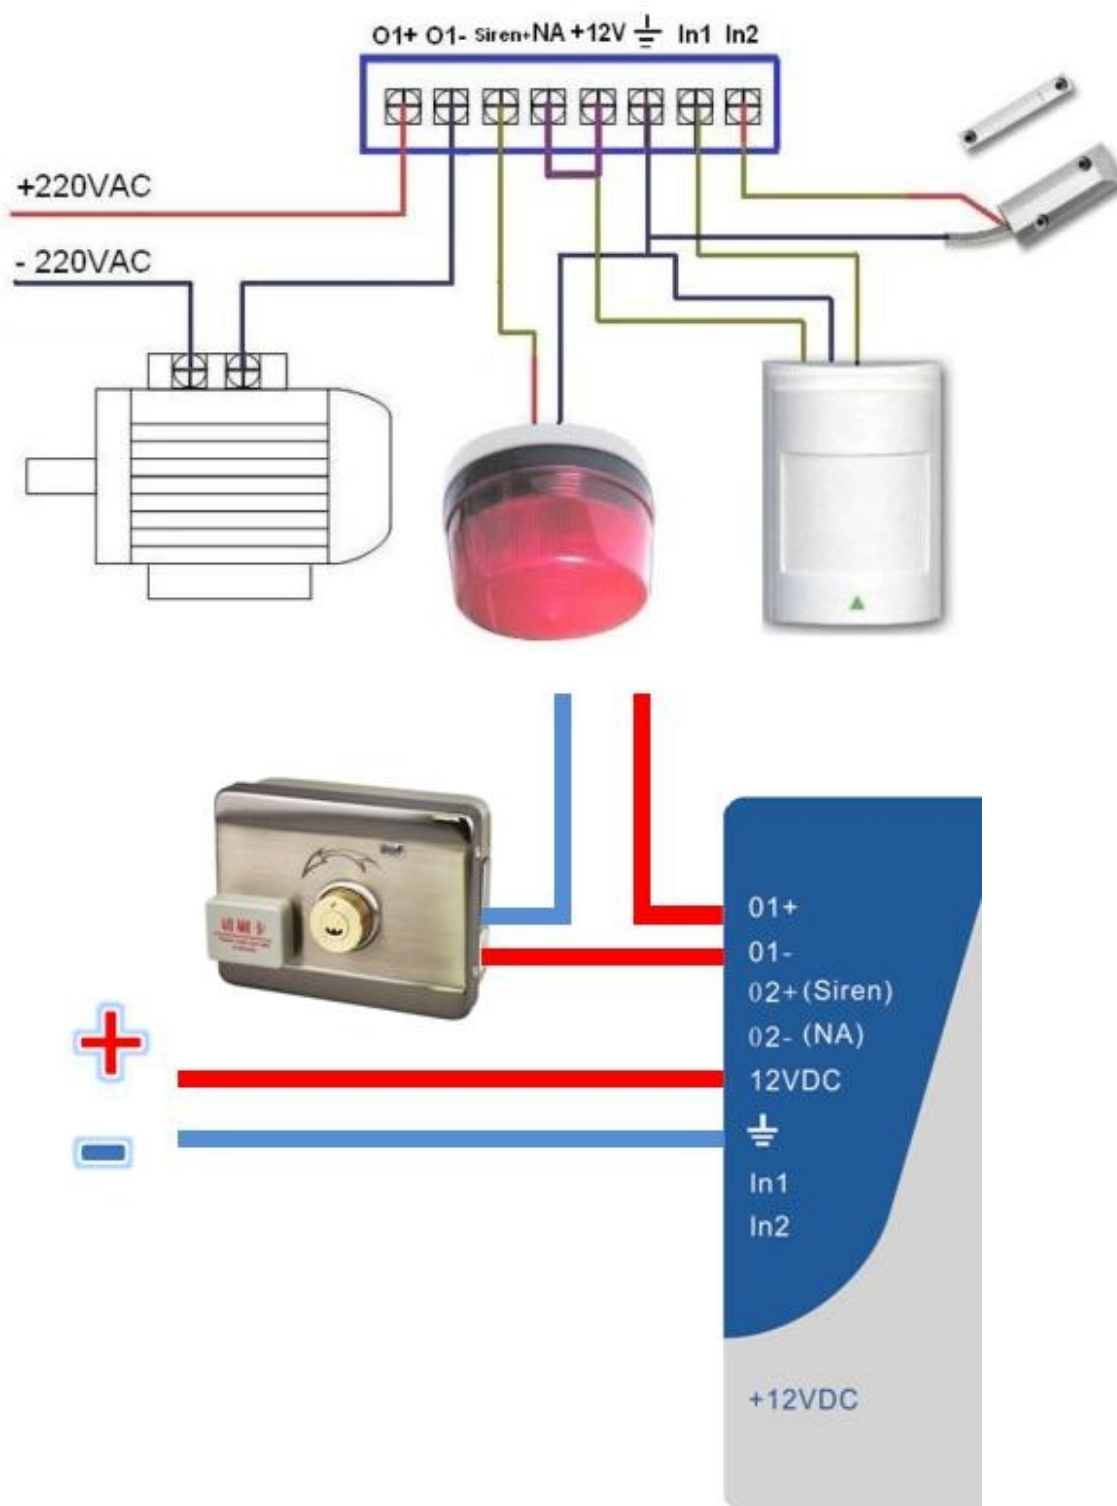 O1+ O1- Siren+ NA +12V In1 In2
+220VAC
- 220VAC
01+
01-
02+(Siren)
02- (NA)
12VDC
In1
In2
+12VDC